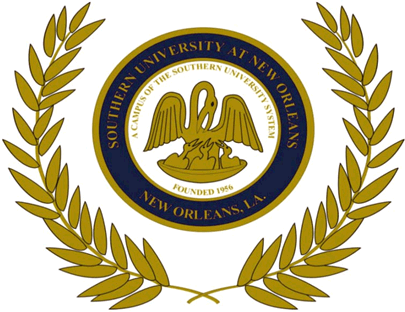 SOUTHERN UNIVERSITY AT NEW ORLEANS
A CAMPUS OF THE SOUTHERN UNIVERSITY SYSTEM
FOUNDED 1956
NEW ORLEANS, LA.